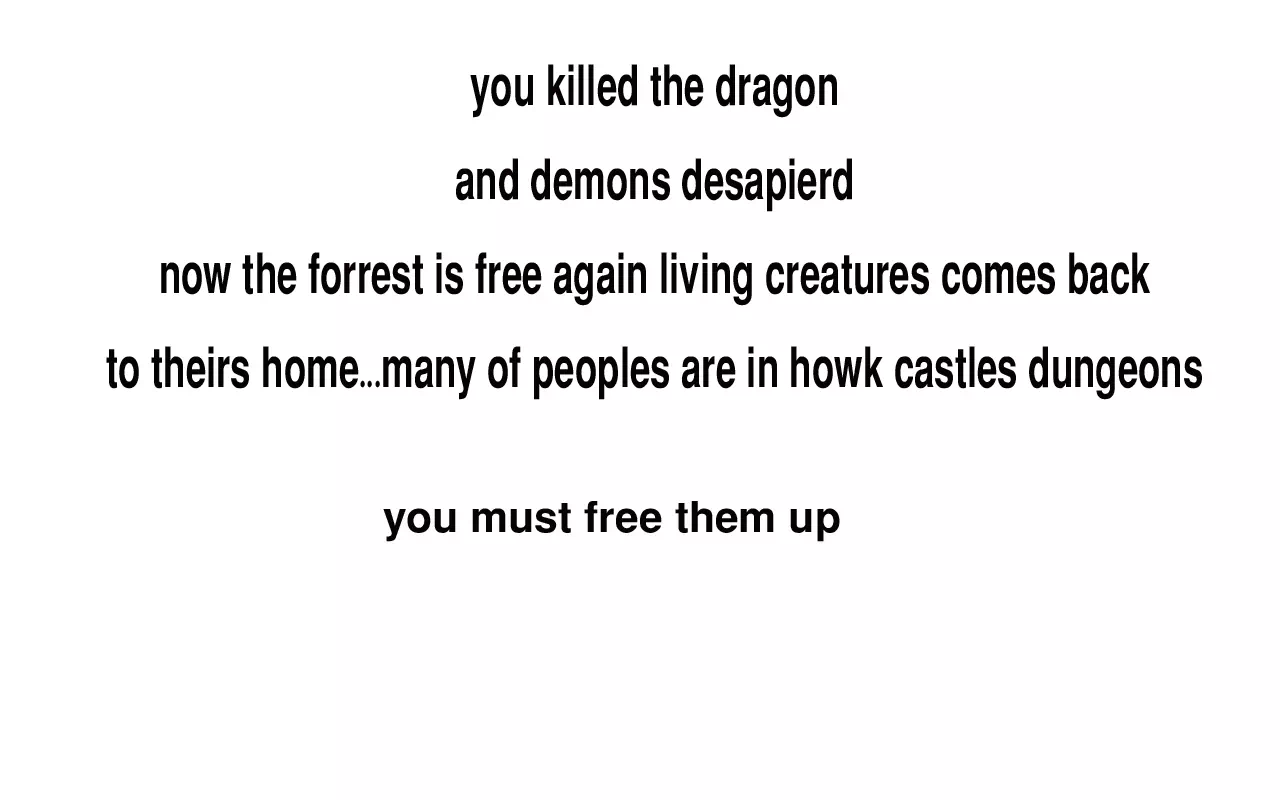 you killed the dragon
and demons desapierd
now the forrest is free again living creatures comes back
to theirs home...many of peoples are in howk castles dungeons
you must free them up